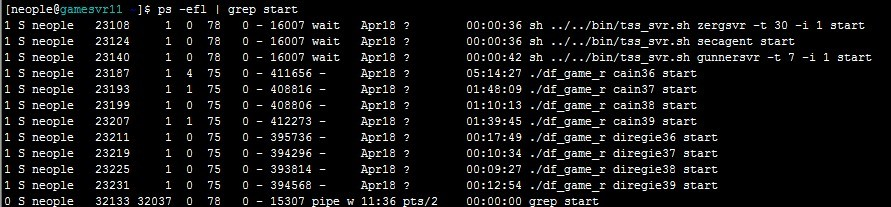 [neople@gamesvr11 ~]$ ps -efl | grep start
1 S neople 23108 1 0 78 0 - 16007 wait Apr18 ? 00:00:36 sh ../../bin/tss_svr.sh zergsvr -t 30 -i 1 start
1 S neople 23124 1 0 78 0 - 16007 wait Apr18 ? 00:00:36 sh ../../bin/tss_svr.sh secagent start
1 S neople 23140 1 0 78 0 - 16007 wait Apr18 ? 00:00:42 sh ../../bin/tss_svr.sh gunnersvr -t 7 -i 1 start
1 S neople 23187 1 4 75 0 - 411656 - Apr18 ? 05:14:27 ./df_game_r cain36 start
1 S neople 23193 1 1 75 0 - 408816 - Apr18 ? 01:48:09 ./df_game_r cain37 start
1 S neople 23199 1 0 75 0 - 408806 - Apr18 ? 01:10:13 ./df_game_r cain38 start
1 S neople 23207 1 1 75 0 - 412273 - Apr18 ? 01:39:45 ./df_game_r cain39 start
1 S neople 23211 1 0 75 0 - 395736 - Apr18 ? 00:17:49 ./df_game_r diregie36 start
1 S neople 23219 1 0 75 0 - 394296 - Apr18 ? 00:10:34 ./df_game_r diregie37 start
1 S neople 23225 1 0 75 0 - 393814 - Apr18 ? 00:09:27 ./df_game_r diregie38 start
1 S neople 23231 1 0 75 0 - 394568 - Apr18 ? 00:12:54 ./df_game_r diregie39 start
0 S neople 32133 32037 0 78 0 - 15307 pipe w 11:36 pts/2 00:00:00 grep start